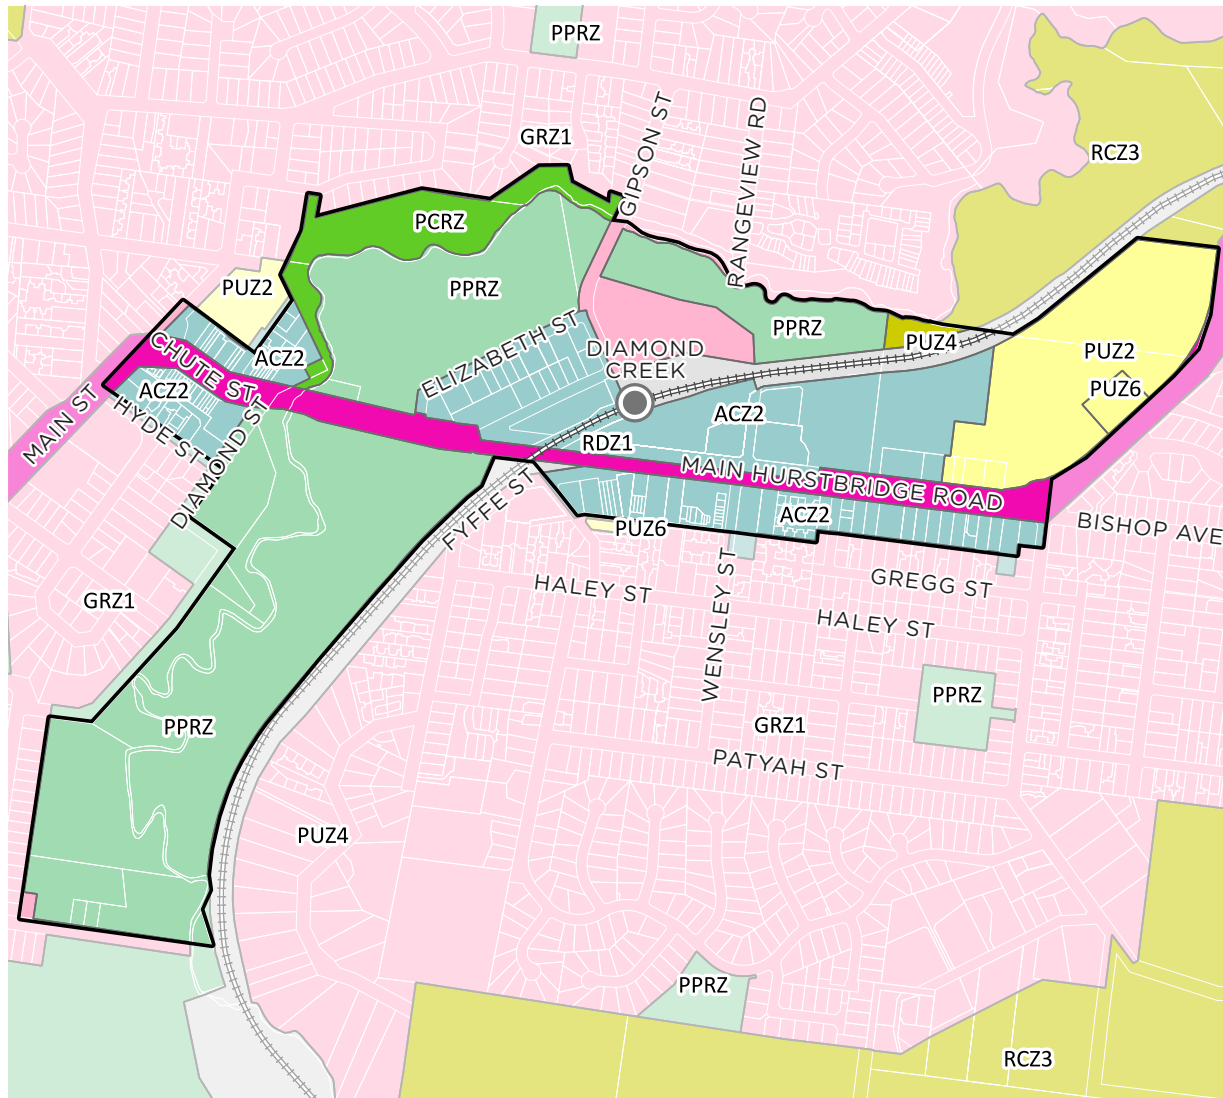 PPRZ
GIPSON ST
RANGEVIEW RD
GRZ1
RCZ3
PCRZ
PUZ2
PPRZ
PPRZ
PUZ4
PUZ2
CHUTE ST
ACZ2
ELIZABETH ST
DIAMOND
CREEK
PUZ6
MAIN ST
ACZ2
HYDE ST
DIAMOND ST
ACZ2
RDZ1
MAIN HURSTBRIDGE ROAD
FYFFE ST
PUZ6
ACZ2
BISHOP AVE
HALEY ST
WENSLEY ST
GREGG ST
GRZ1
HALEY ST
PPRZ
PPRZ
GRZ1
PATYAH ST
PUZ4
PPRZ
RCZ3